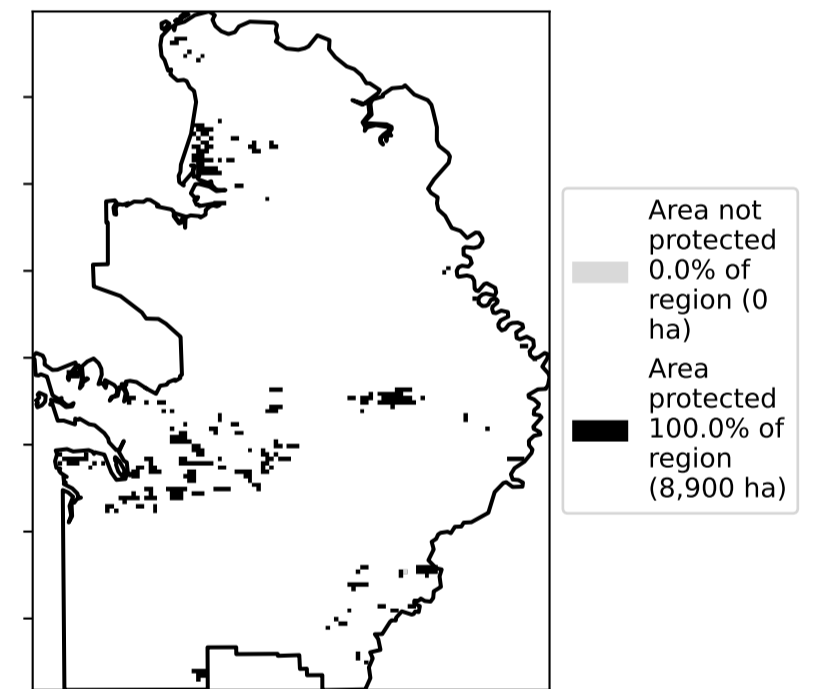 Area not
protected
0.0% of
region (0
ha)
Area
protected
100.0% of
region
(8,900 ha)